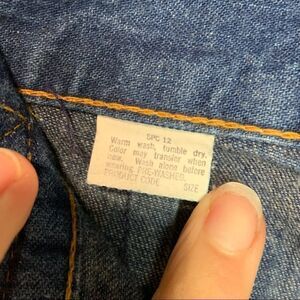 SPC 12
Warm wash, tumble dry.
Color may transfer when
new. Wash alone before
wearing PRE-WASHED.
PRODUCT CODE SIZE